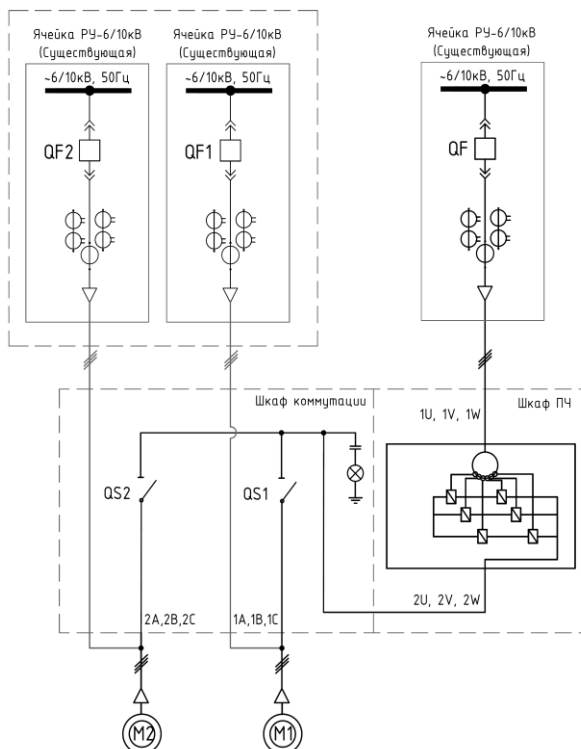 Ячейка РУ-6/10кВ
(Существующая)
Ячейка РУ-6/10кВ
(Существующая)
Ячейка РУ-6/10кВ
(Существующая)
~6/10кВ, 50Гц
~6/10кВ, 50Гц
~6/10кВ, 50Гц
QF2
QF1
QF
Шкаф коммутации
1U, 1V, 1W
Шкаф ПЧ
QS2
QS1
2A,2B,2C
1A,1B,1C
2U, 2V, 2W
M2
M1